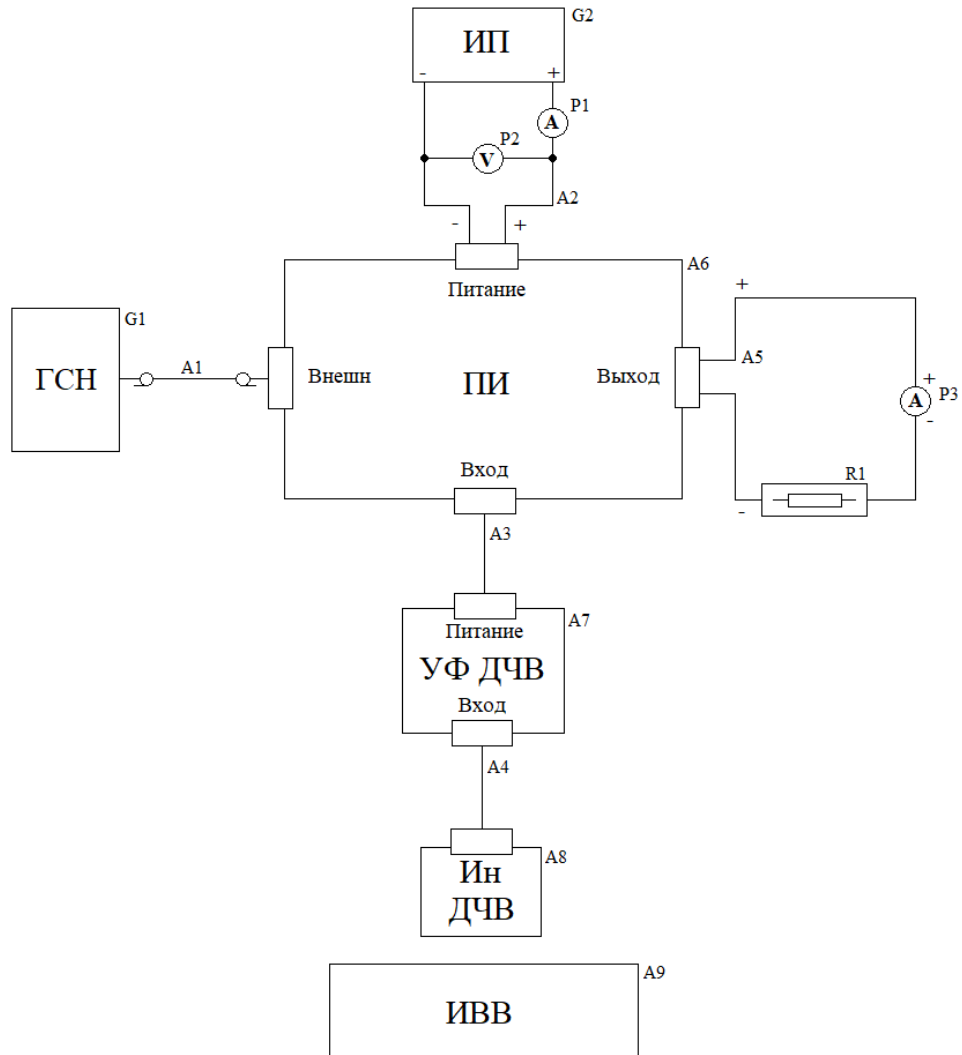 G2
ИП
- +
P1
A
P2
V
A2
- +
A6
Питание
+
G1
A1
A5
ГСН
Внешн
ПИ
Выход
+
A
P3
-
Вход
R1
-
A3
Питание
A7
УФ ДЧВ
Вход
A4
A8
Ин
ДЧВ
A9
ИВВ